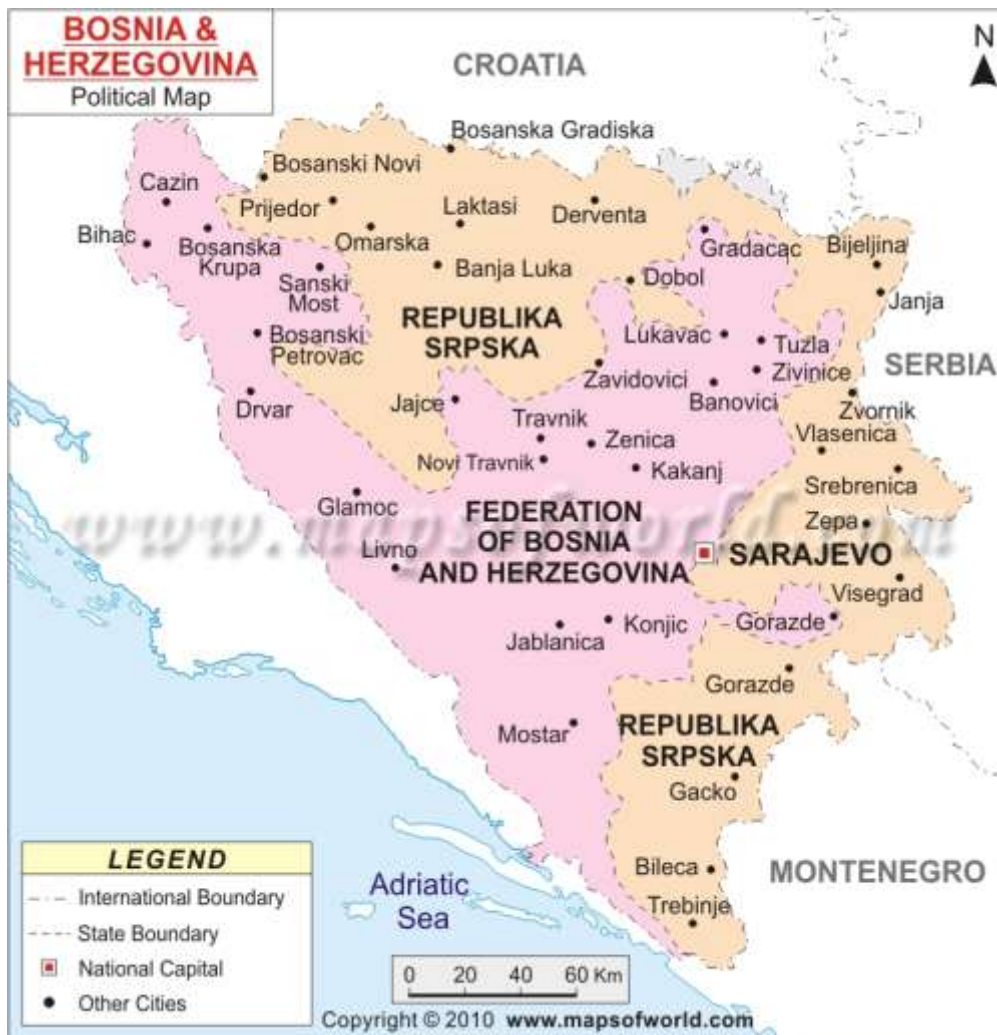 BOSNIA &
HERZEGOVINA
Political Map
N
CROATIA
Bosanska Gradiska
Bosanski Novi
Cazin
Prijedor
Laktasi
Derventa
Bihac
Bosanska
Krupa
Omarska
Gradacac
Bijeljina
Sanski
Most
Banja Luka
Dobol
Janja
REPUBLIKA
SRPSKA
Bosanski
Petrovac
Lukavac
Tuzla
SERBIA
Zavidovici
Zivinice
Drvar
Jajce
Banovici
Zvornik
Travnik
Zenica
Vlasenica
Novi Travnik
Kakanj
Srebrenica
Glamoc
FEDERATION
OF BOSNIA
AND HERZEGOVINA
Zepa
www.mapsofworld.com
Livno
SARAJEVO
Visegrad
Jablanica
Konjic
Gorazde
Gorazde
Mostar
REPUBLIKA
SRPSKA
Gacko
Bileca
MONTENEGRO
Trebinje
Adriatic
Sea
LEGEND
International Boundary
State Boundary
National Capital
Other Cities
0 20 40 60 Km
Copyright © 2010 www.mapsofworld.com